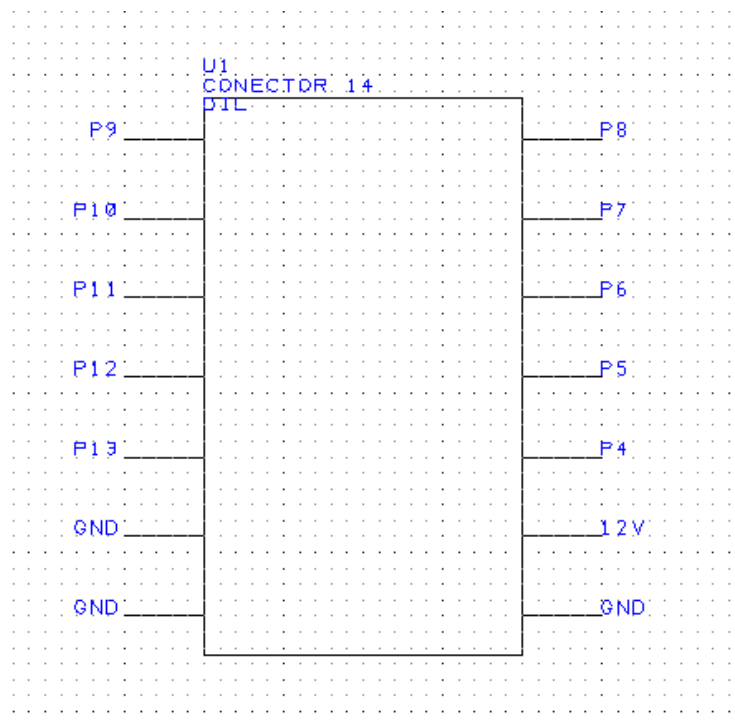 U1
CONECTOR 14
DIL
P9 P8
P10 P7
P11 P6
P12 P5
P13 P4
GND 12V
GND GND